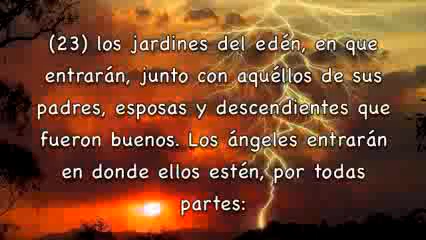 (23) los jardines del edén, en que
entrarán, junto con aquéllos de sus
padres, esposas y descendientes que
fueron buenos. Los ángeles entrarán
en donde ellos estén, por todas
partes: